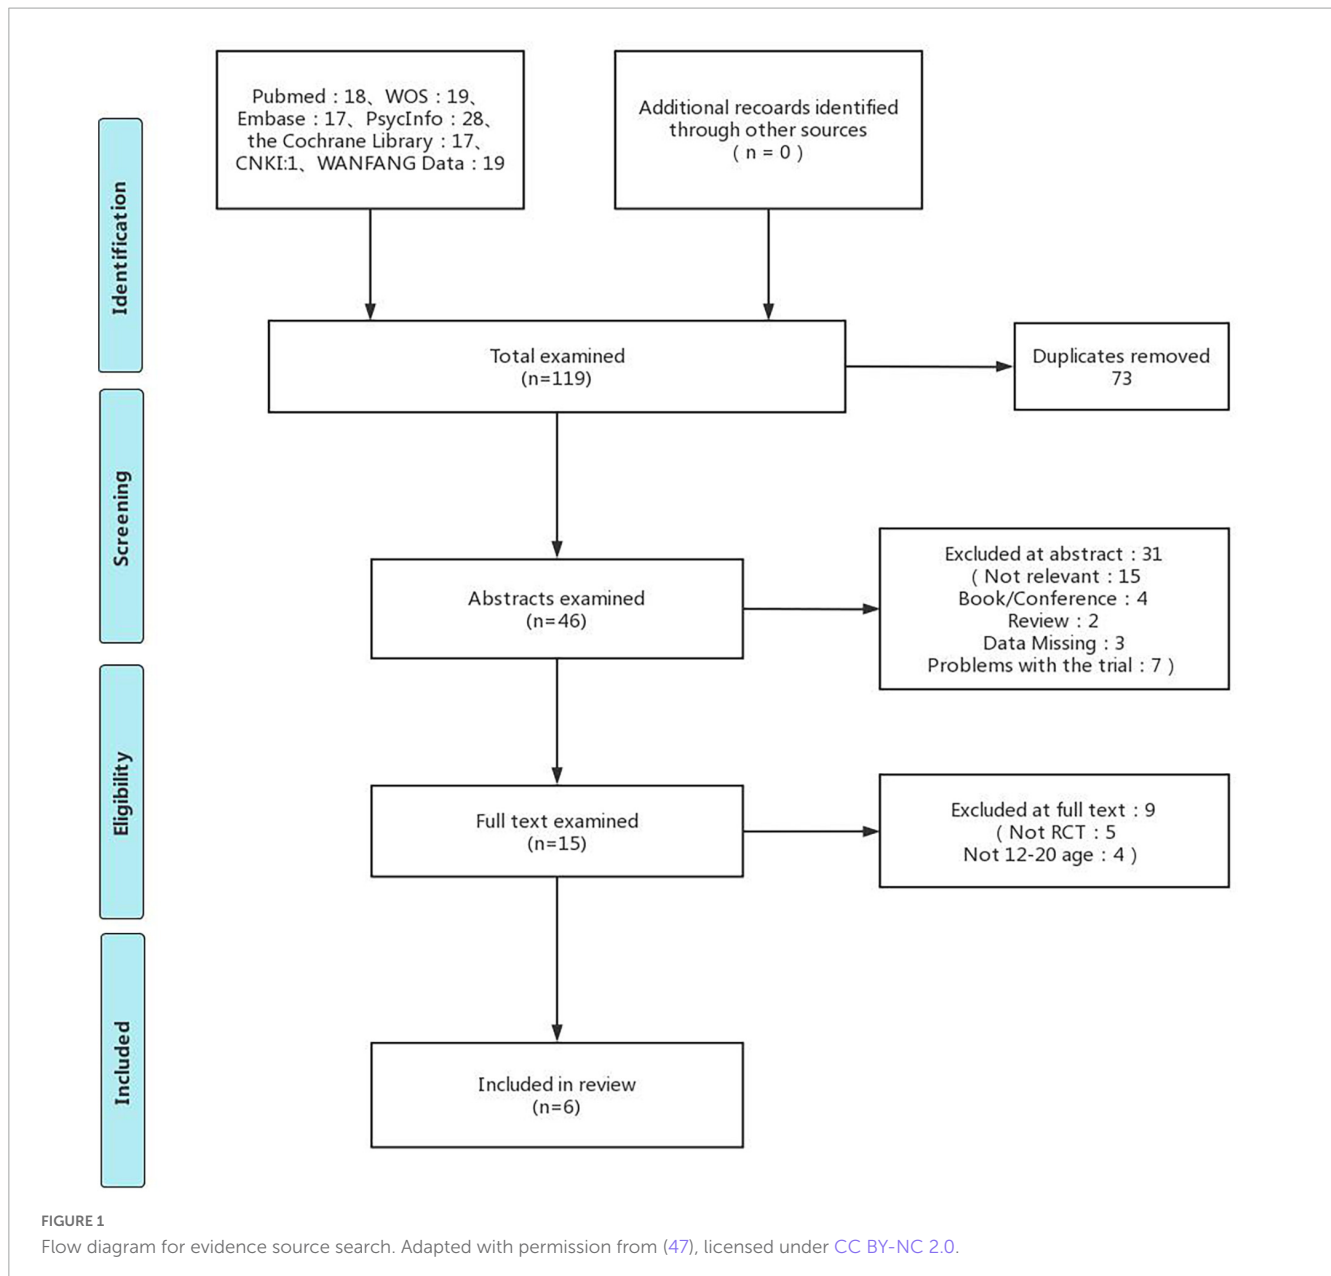 Pubmed : 18、WOS : 19、
Embase : 17、PsycInfo : 28、
the Cochrane Library : 17、
CNKI:1、WANFANG Data : 19
Additional recoards identified
through other sources
( n = 0 )
Identification
Total examined
(n=119)
Duplicates removed
73
Screening
Abstracts examined
(n=46)
Excluded at abstract : 31
( Not relevant : 15
Book/Conference : 4
Review : 2
Data Missing : 3
Problems with the trial : 7 )
Eligibility
Full text examined
(n=15)
Excluded at full text : 9
( Not RCT : 5
Not 12-20 age : 4 )
Included
Included in review
(n=6)
FIGURE 1
Flow diagram for evidence source search. Adapted with permission from (47), licensed under CC BY-NC 2.0.